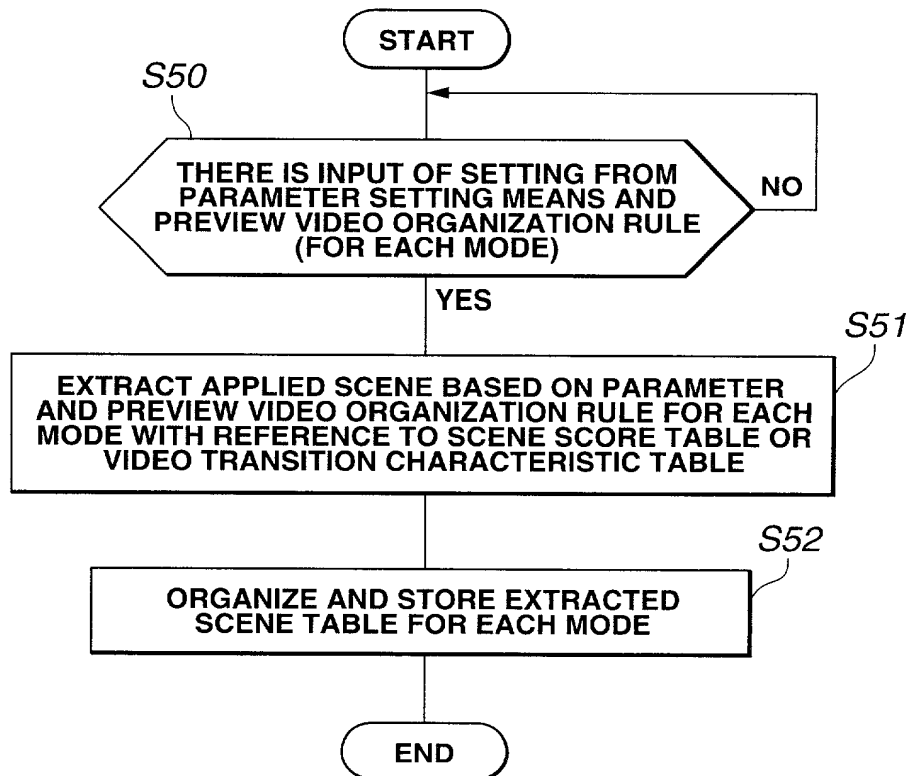 START
S50
THERE IS INPUT OF SETTING FROM
PARAMETER SETTING MEANS AND
PREVIEW VIDEO ORGANIZATION RULE
(FOR EACH MODE)
NO
YES
S51
EXTRACT APPLIED SCENE BASED ON PARAMETER
AND PREVIEW VIDEO ORGANIZATION RULE FOR EACH
MODE WITH REFERENCE TO SCENE SCORE TABLE OR
VIDEO TRANSITION CHARACTERISTIC TABLE
S52
ORGANIZE AND STORE EXTRACTED
SCENE TABLE FOR EACH MODE
END